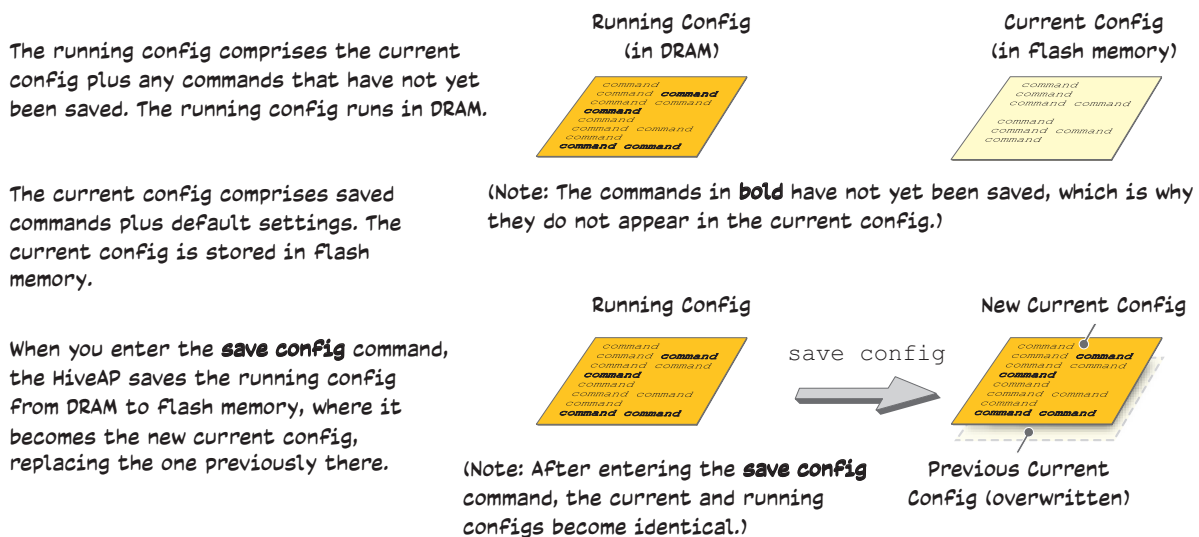 The running config comprises the current
config plus any commands that have not yet
been saved. The running config runs in DRAM.
Running Config
(in DRAM)
command
command command
command command
command
command
command command
command
command command
Current Config
(in flash memory)
command
command
command command
command
command command
command
The current config comprises saved
commands plus default settings. The
current config is stored in flash
memory.
(Note: The commands in bold have not yet been saved, which is why
they do not appear in the current config.)
When you enter the save config command,
the HiveAP saves the running config
from DRAM to flash memory, where it
becomes the new current config,
replacing the one previously there.
Running Config
command
command command
command command
command
command
command command
command
command command
save config
New Current Config
command
command command
command command
command
command
command command
command
command command
(Note: After entering the save config
command, the current and running
configs become identical.)
Previous Current
Config (overwritten)